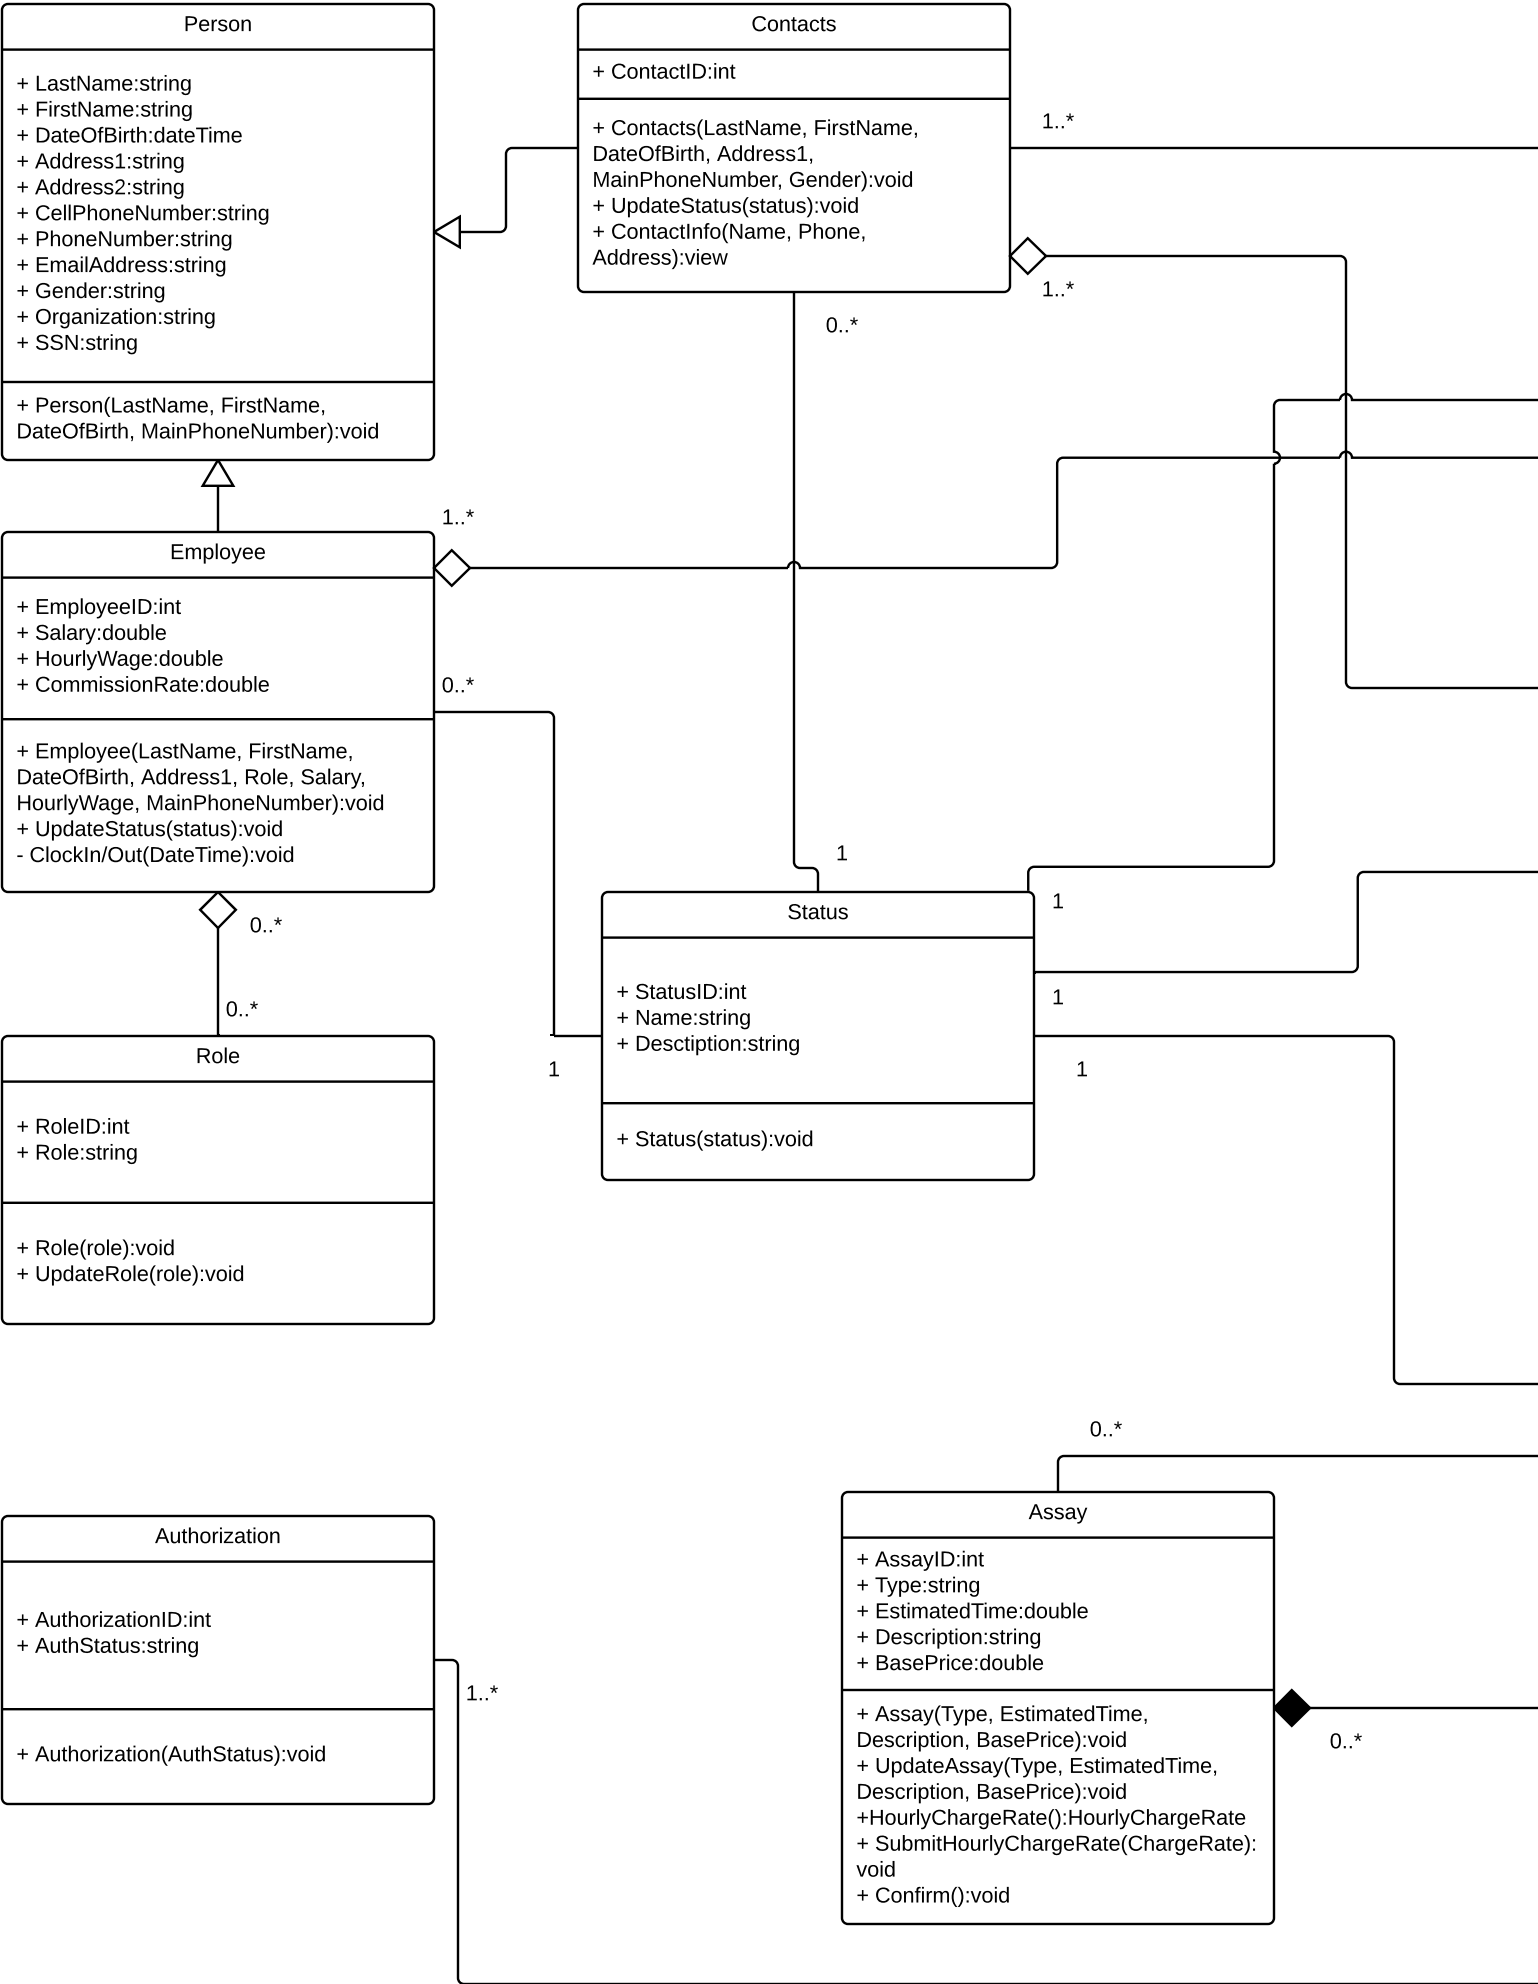 Person
+ LastName:string
+ FirstName:string
+ DateOfBirth:dateTime
+ Address1:string
+ Address2:string
+ CellPhoneNumber:string
+ PhoneNumber:string
+ EmailAddress:string
+ Gender:string
+ Organization:string
+ SSN:string
+ Person(LastName, FirstName,
DateOfBirth, MainPhoneNumber):void
Contacts
+ ContactID:int
+ Contacts(LastName, FirstName,
DateOfBirth, Address1,
MainPhoneNumber, Gender):void
+ UpdateStatus(status):void
+ ContactInfo(Name, Phone,
Address):view
1..*
1..*
0..*
1..*
Employee
+ EmployeeID:int
+ Salary:double
+ HourlyWage:double
+ CommissionRate:double
+ Employee(LastName, FirstName,
DateOfBirth, Address1, Role, Salary,
HourlyWage, MainPhoneNumber):void
+ UpdateStatus(status):void
- ClockIn/Out(DateTime):void
0..*
0..*
0..*
Role
+ RoleID:int
+ Role:string
+ Role(role):void
+ UpdateRole(role):void
1
1
1
1
1
Status
+ StatusID:int
+ Name:string
+ Desctiption:string
+ Status(status):void
Authorization
+ AuthorizationID:int
+ AuthStatus:string
+ Authorization(AuthStatus):void
1..*
0..*
Assay
+ AssayID:int
+ Type:string
+ EstimatedTime:double
+ Description:string
+ BasePrice:double
+ Assay(Type, EstimatedTime,
Description, BasePrice):void
+ UpdateAssay(Type, EstimatedTime,
Description, BasePrice):void
+HourlyChargeRate():HourlyChargeRate
+ SubmitHourlyChargeRate(ChargeRate):
void
+ Confirm():void
0..*